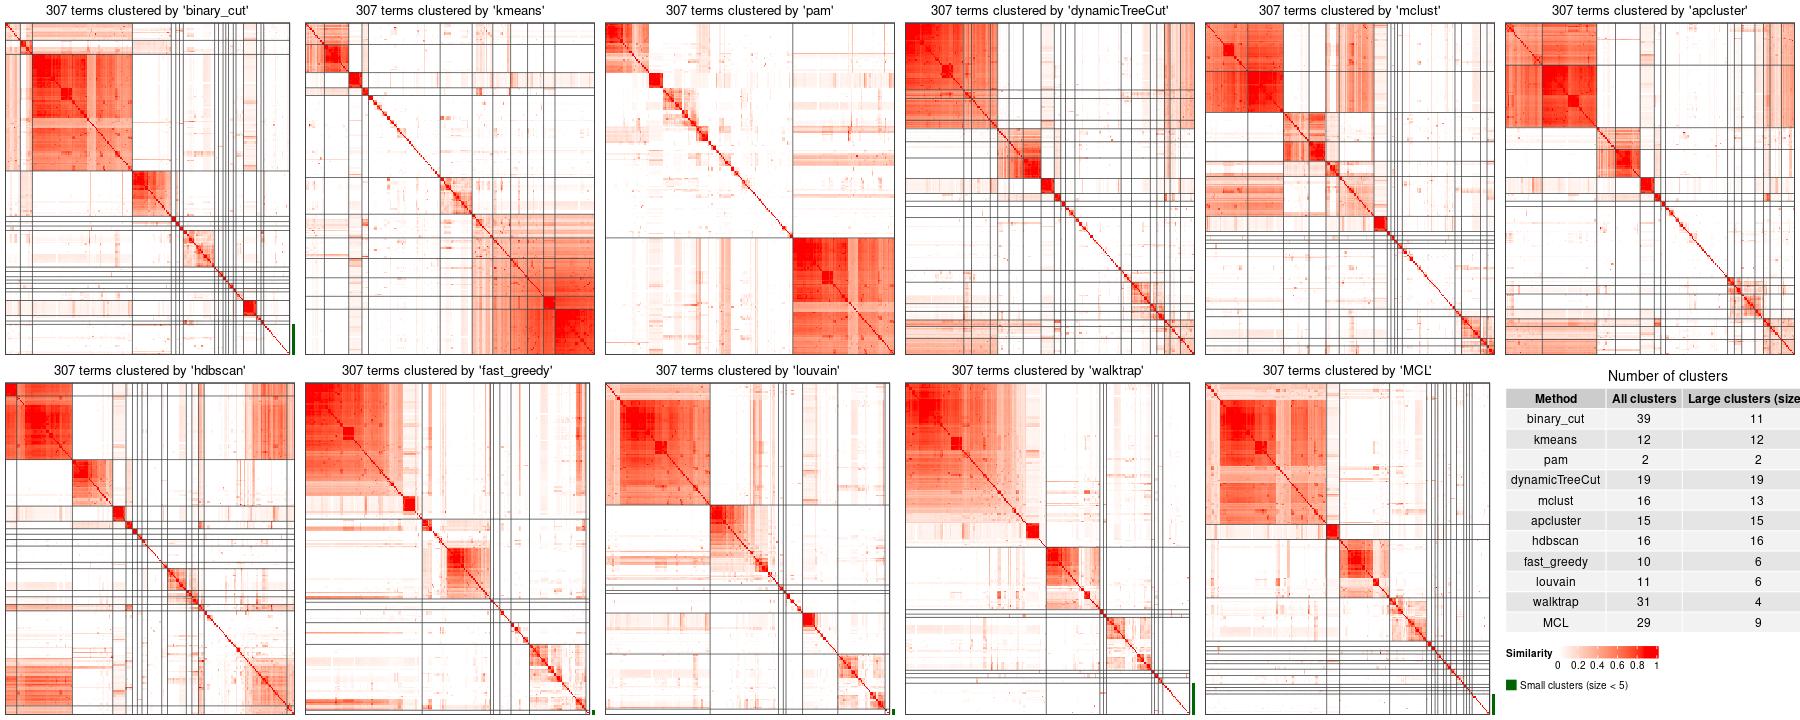 307 terms clustered by 'binary_cut'
307 terms clustered by 'kmeans'
307 terms clustered by 'pam'
307 terms clustered by 'dynamicTreeCut'
307 terms clustered by 'mclust'
307 terms clustered by 'apcluster'
307 terms clustered by 'hdbscan'
307 terms clustered by 'fast_greedy'
307 terms clustered by 'louvain'
307 terms clustered by 'walktrap'
307 terms clustered by 'MCL'
Number of clusters
Method All clusters Large clusters (size
binary_cut 39 11
kmeans 12 12
pam 2 2
dynamicTreeCut 19 19
mclust 16 13
apcluster 15 15
hdbscan 16 16
fast_greedy 10 6
louvain 11 6
walktrap 31 4
MCL 29 9
Similarity
0 0.2 0.4 0.6 0.8 1
Small clusters (size < 5)